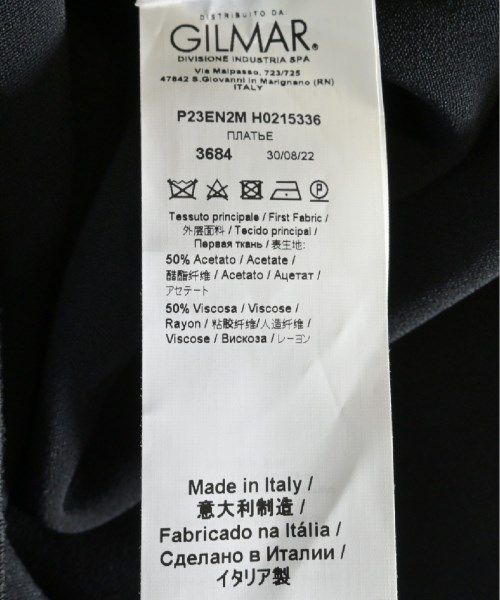 DISTRIBUITO DA
GILMAR®
DIVISIONE INDUSTRIA SPA
Via Malpasso, 723/725
47842 S.Giovanni in Marignano (RN)
ITALY
P23EN2M H0215336
ПЛАТЬЕ
3684 30/08/22
P
Tessuto principale / First Fabric /
外层面料 / Tecido principal /
Первая ткань / 表生地:
50% Acetato / Acetate /
醋酯纤维 / Acetato / Ацетат /
アセテート
50% Viscosa / Viscose /
Rayon / 粘胶纤维/人造纤维 /
Viscose / Вискоза / レーヨン
Made in Italy /
意大利制造 /
Fabricado na Itália /
Сделано в Италии /
イタリア製